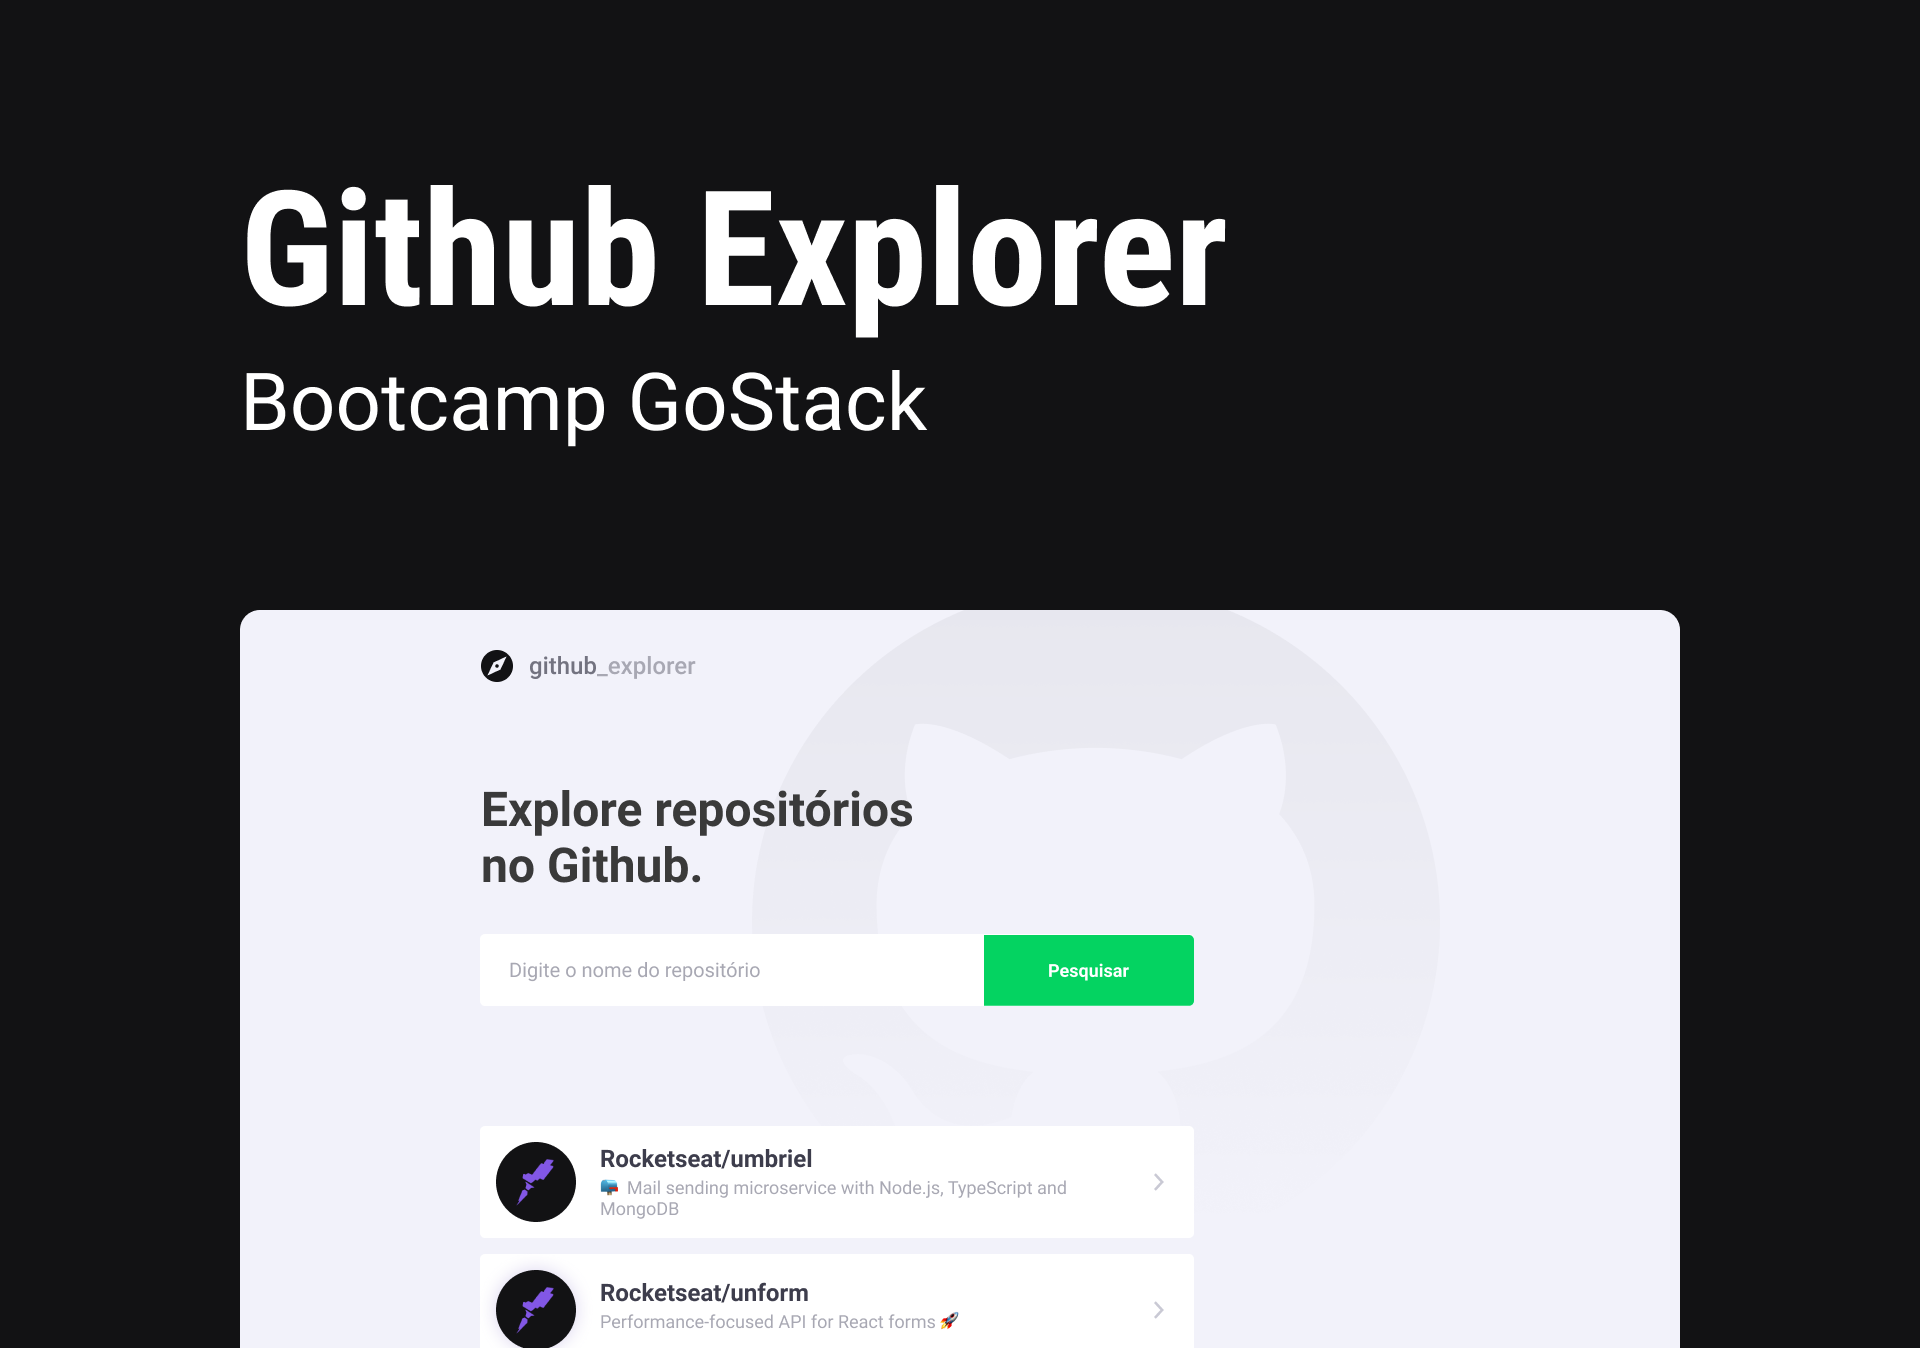 Github Explorer
Bootcamp GoStack
github_explorer
Explore repositórios
no Github.
Digite o nome do repositório
Pesquisar
Rocketseat/umbriel
📪 Mail sending microservice with Node.js, TypeScript and
MongoDB
Rocketseat/unform
Performance-focused API for React forms 🚀